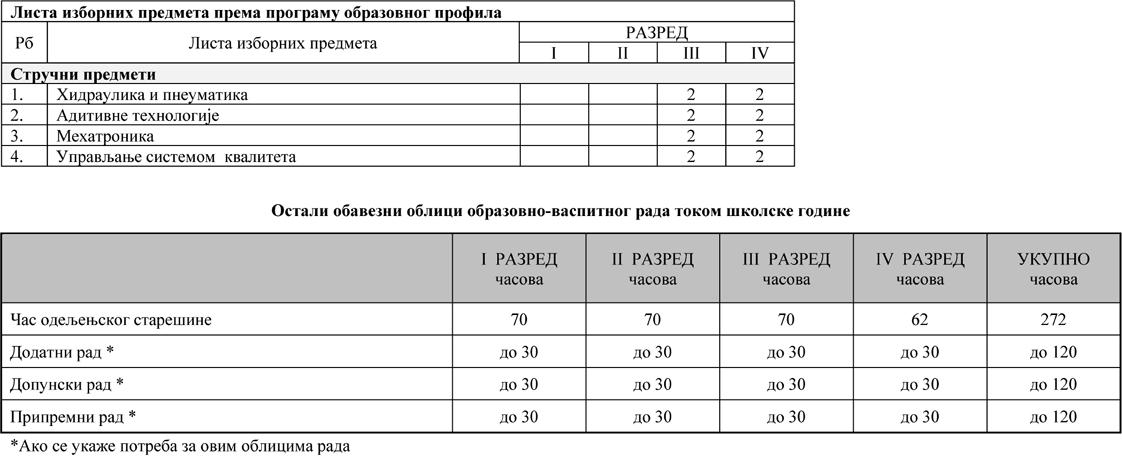 Листа изборних предмета према програму образовног профила
Рб Листа изборних предмета РАЗРЕД
I II III IV
Стручни предмети
1. Хидраулика и пнеуматика 2 2
2. Адитивне технологије 2 2
3. Мехатроника 2 2
4. Управљање системом квалитета 2 2
Остали обавезни облици образовно-васпитног рада током школске године
I РАЗРЕД II РАЗРЕД III РАЗРЕД IV РАЗРЕД УКУПНО
часова часова часова часова часова
Час одељењског старешине 70 70 70 62 272
Додатни рад * до 30 до 30 до 30 до 30 до 120
Допунски рад * до 30 до 30 до 30 до 30 до 120
Припремни рад * до 30 до 30 до 30 до 30 до 120
*Ако се укаже потреба за овим облицима рада